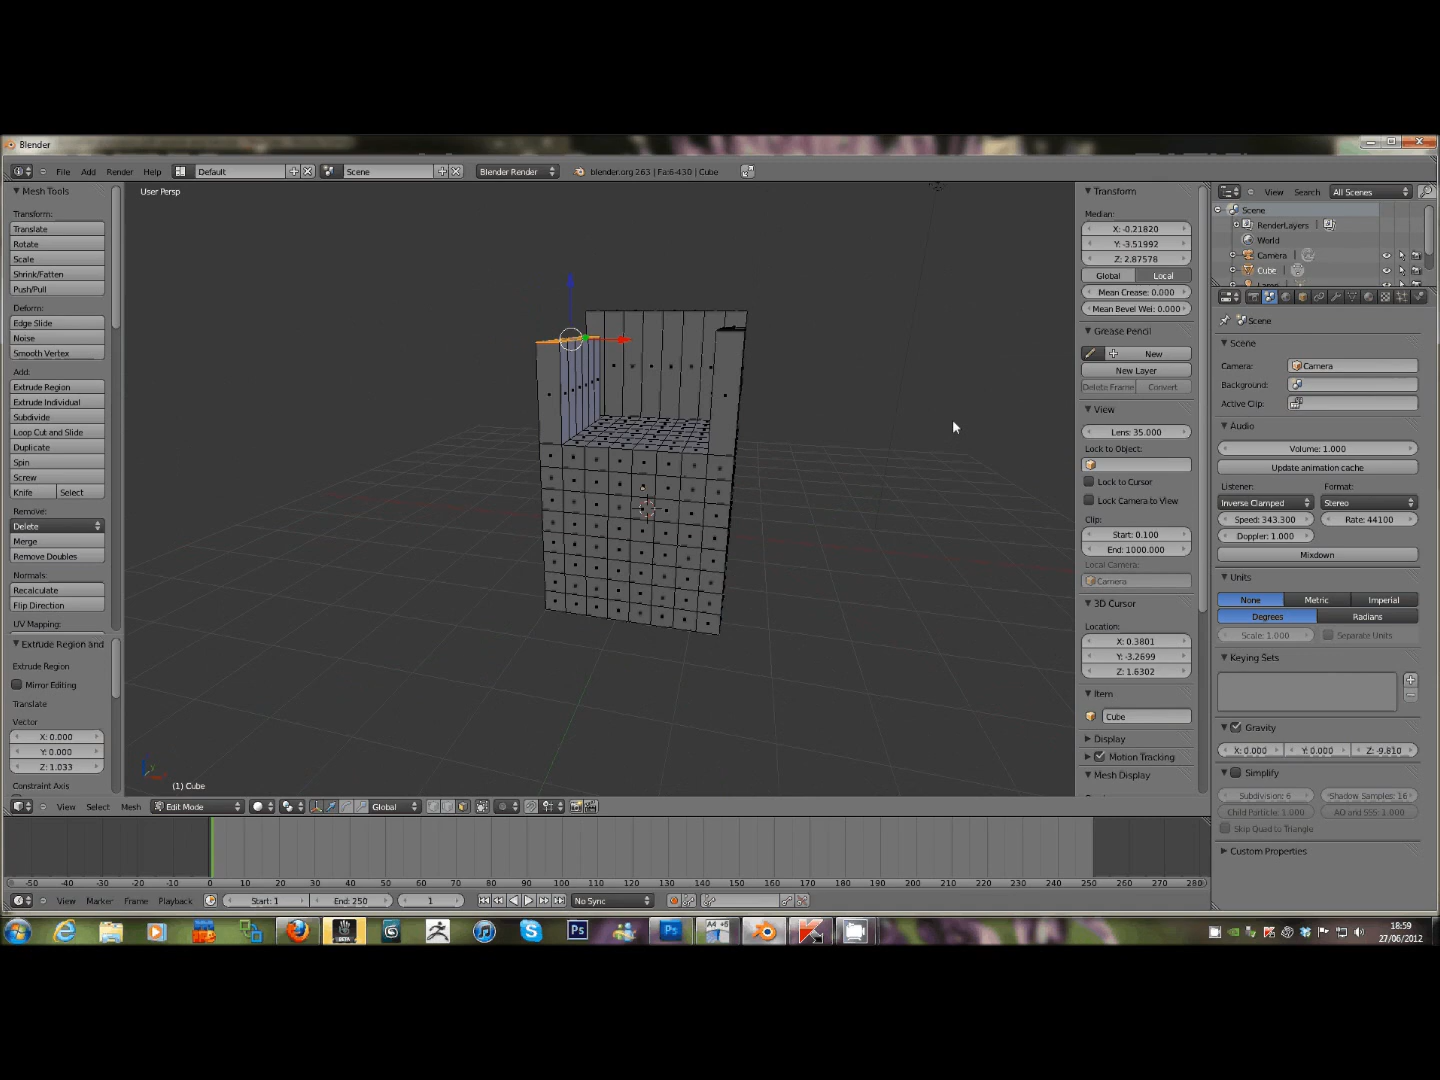 Blender
File Add Render Help Default Scene Blender Render blender.org 263 | Fa:6-430 | Cube
Mesh Tools
Transform:
Translate
Rotate
Scale
Shrink/Fatten
Push/Pull
Deform:
Edge Slide
Noise
Smooth Vertex
Add:
Extrude Region
Extrude Individual
Subdivide
Loop Cut and Slide
Duplicate
Spin
Screw
Knife Select
Remove:
Delete
Merge
Remove Doubles
Normals:
Recalculate
Flip Direction
UV Mapping:
Extrude Region and
Extrude Region
Mirror Editing
Translate
Vector
X: 0.000
Y: 0.000
Z: 1.033
Constraint Axis
User Persp
(1) Cube
Transform
Median:
X: -0.21820
Y: -3.51992
Z: 2.87578
Global Local
Mean Crease: 0.000
Mean Bevel Wei: 0.000
Grease Pencil
New
New Layer
Delete Frame Convert
View
Lens: 35.000
Lock to Object:
Lock to Cursor
Lock Camera to View
Clip:
Start: 0.100
End: 1000.000
Local Camera:
Camera
3D Cursor
Location:
X: 0.3801
Y: -3.2699
Z: 1.6302
Item
Cube
Display
Motion Tracking
Mesh Display
View Search All Scenes
Scene
RenderLayers
World
Camera
Cube
Scene
Scene
Camera: Camera
Background:
Active Clip:
Audio
Volume: 1.000
Update animation cache
Listener: Format:
Inverse Clamped Stereo
Speed: 343.300 Rate: 44100
Doppler: 1.000
Mixdown
Units
None Metric Imperial
Degrees Radians
Scale: 1.000 Separate Units
Keying Sets
Gravity
X: 0.000 Y: 0.000 Z: -9.810
Simplify
Subdivision: 6 Shadow Samples: 16
Child Particle: 1.000 AO and SSS: 1.000
Skip Quad to Triangle
Custom Properties
View Select Mesh Edit Mode Global
-50 -40 -30 -20 -10 0 10 20 30 40 50 60 70 80 90 100 110 120 130 140 150 160 170 180 190 200 210 220 230 240 250 260 270 280
View Marker Frame Playback Start: 1 End: 250 1 No Sync
BETA
Ps
Ps
18:59
27/06/2012